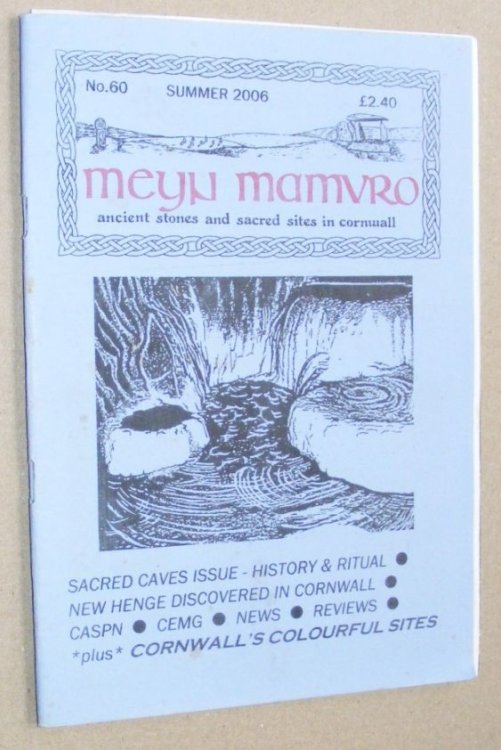 No.60 SUMMER 2006 £2.40
meyn mamvro
ancient stones and sacred sites in cornwall
SACRED CAVES ISSUE - HISTORY & RITUAL ●
NEW HENGE DISCOVERED IN CORNWALL ●
CASPN ● CEMG ● NEWS ● REVIEWS ●
*plus* CORNWALL'S COLOURFUL SITES